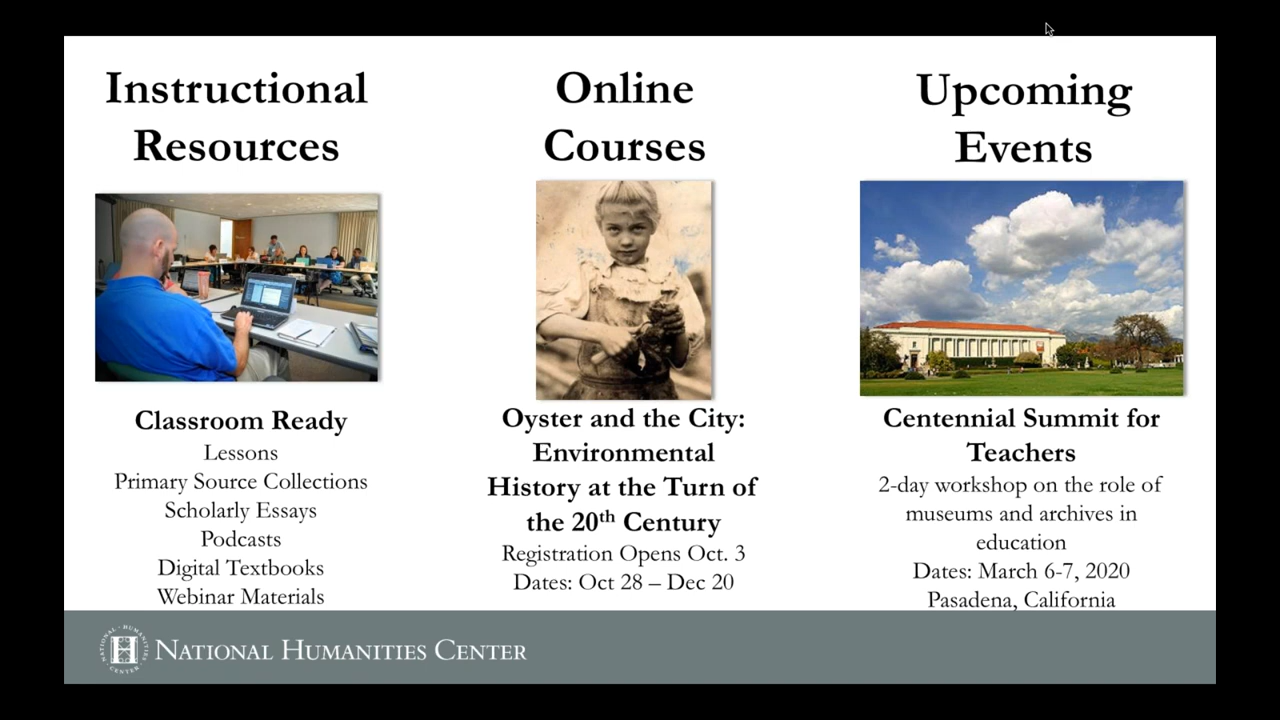 Instructional
Resources
Classroom Ready
Lessons
Primary Source Collections
Scholarly Essays
Podcasts
Digital Textbooks
Webinar Materials
Online
Courses
Oyster and the City:
Environmental
History at the Turn of
the 20th Century
Registration Opens Oct. 3
Dates: Oct 28 – Dec 20
Upcoming
Events
Centennial Summit for
Teachers
2-day workshop on the role of
museums and archives in
education
Dates: March 6-7, 2020
Pasadena, California
NATIONAL HUMANITIES CENTER
NATIONAL HUMANITIES CENTER